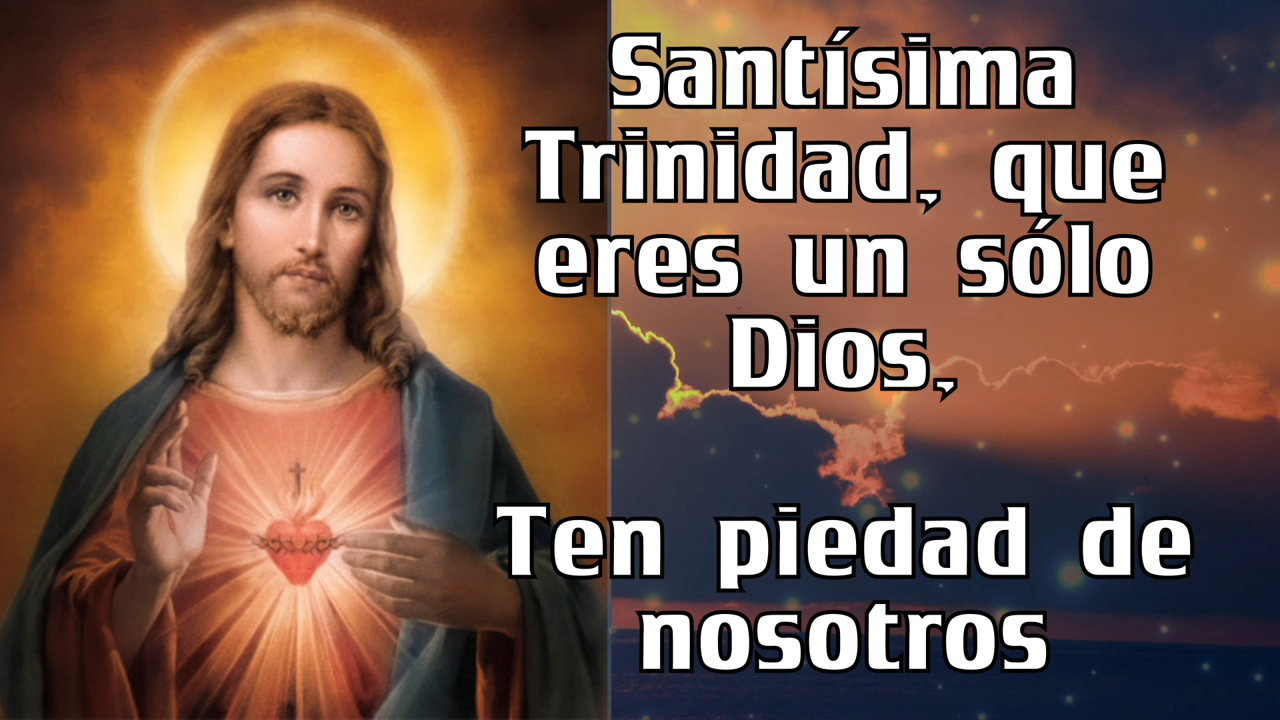 Santísima
Trinidad, que
eres un sólo
Dios,
Ten piedad de
nosotros